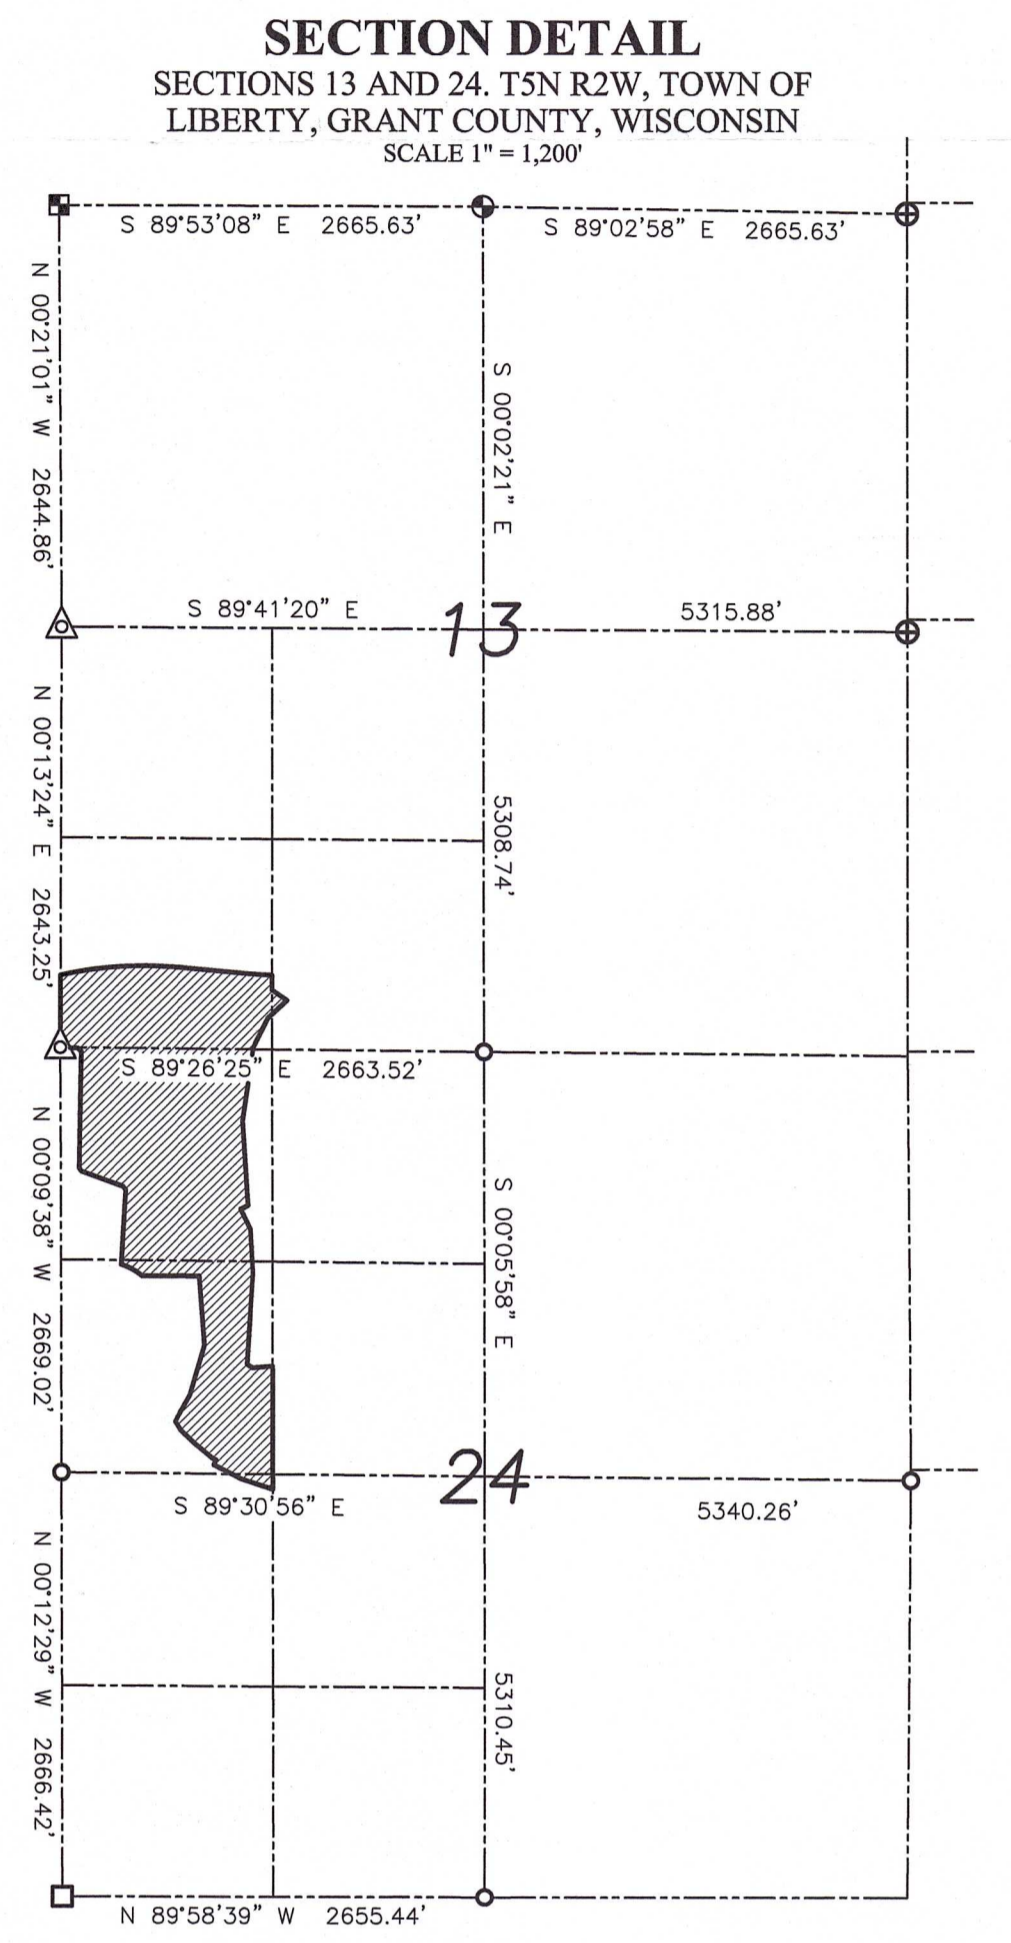 SECTION DETAIL
SECTIONS 13 AND 24. T5N R2W, TOWN OF
LIBERTY, GRANT COUNTY, WISCONSIN
SCALE 1" = 1,200'
S 89°53'08" E 2665.63'
S 89°02'58" E 2665.63'
N 00°21'01" W 2644.86'
S 00°02'21" E
5308.74'
S 89°41'20" E
13
5315.88'
N 00°13'24" E 2643.25'
S 89°26'25" E 2663.52'
N 00°09'38" W 2669.02'
S 00°05'58" E
5310.45'
24
S 89°30'56" E
5340.26'
N 00°12'29" W 2666.42'
N 89°58'39" W 2655.44'